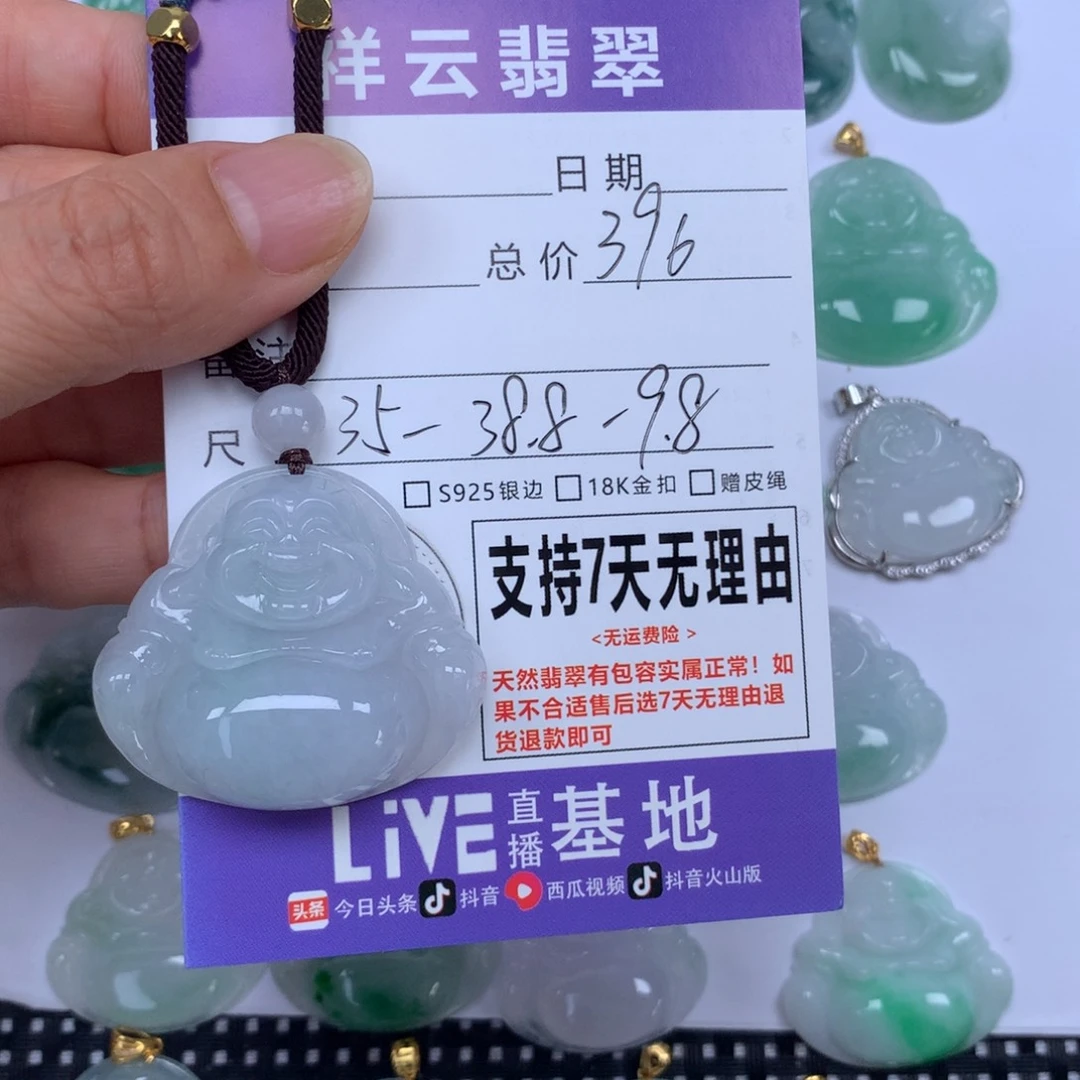 祥云翡翠
日期
总价 396
备注
尺 35-38.8-9.8
S925银边 18K金扣 赠皮绳
支持7天无理由
<无运费险>
天然翡翠有包容实属正常！如
果不合适售后选7天无理由退
货退款即可
LiVE 直播 基地
头条 今日头条 抖音 西瓜视频 抖音火山版